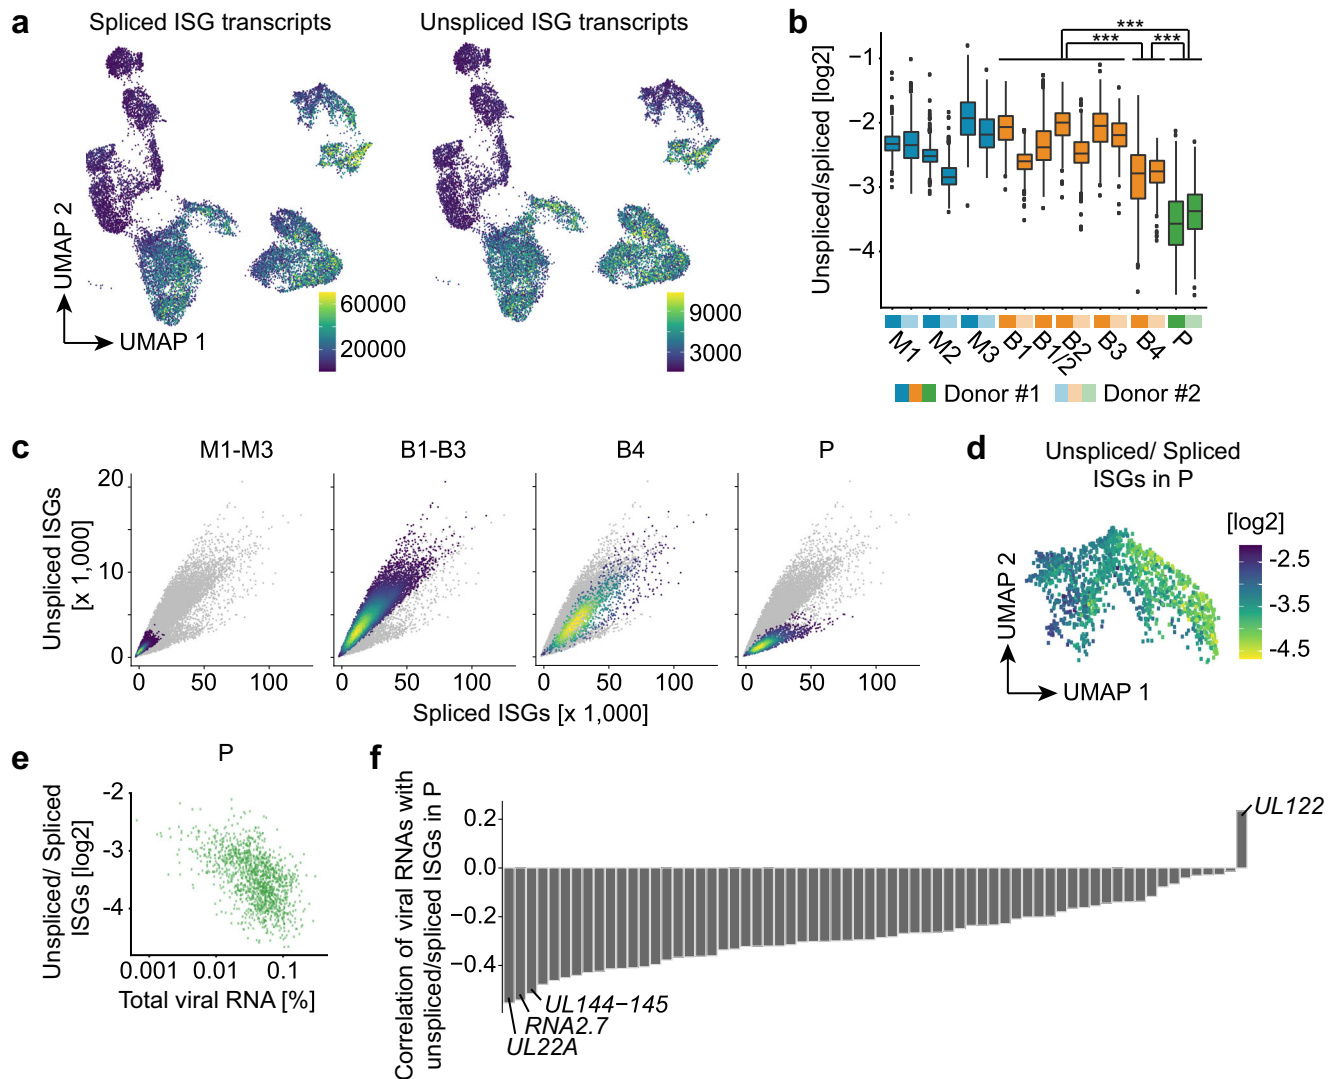 a
Spliced ISG transcripts
Unspliced ISG transcripts
UMAP 2
UMAP 1
60000
20000
9000
3000
b
Unspliced/spliced [log2]
−1
−2
−3
−4
***
***
***
M1
M2
M3
B1
B1/2
B2
B3
B4
P
Donor #1
Donor #2
c
M1-M3
B1-B3
B4
P
Unspliced ISGs
[x 1,000]
20
10
0
0
50
100
0
50
100
0
50
100
0
50
100
Spliced ISGs [x 1,000]
d
Unspliced/ Spliced
ISGs in P
[log2]
-2.5
-3.5
-4.5
UMAP 2
UMAP 1
e
P
Unspliced/ Spliced
ISGs [log2]
-2
-3
-4
0.001
0.01
0.1
Total viral RNA [%]
f
Correlation of viral RNAs with
unspliced/spliced ISGs in P
0.2
0.0
−0.2
−0.4
UL122
UL144−145
RNA2.7
UL22A